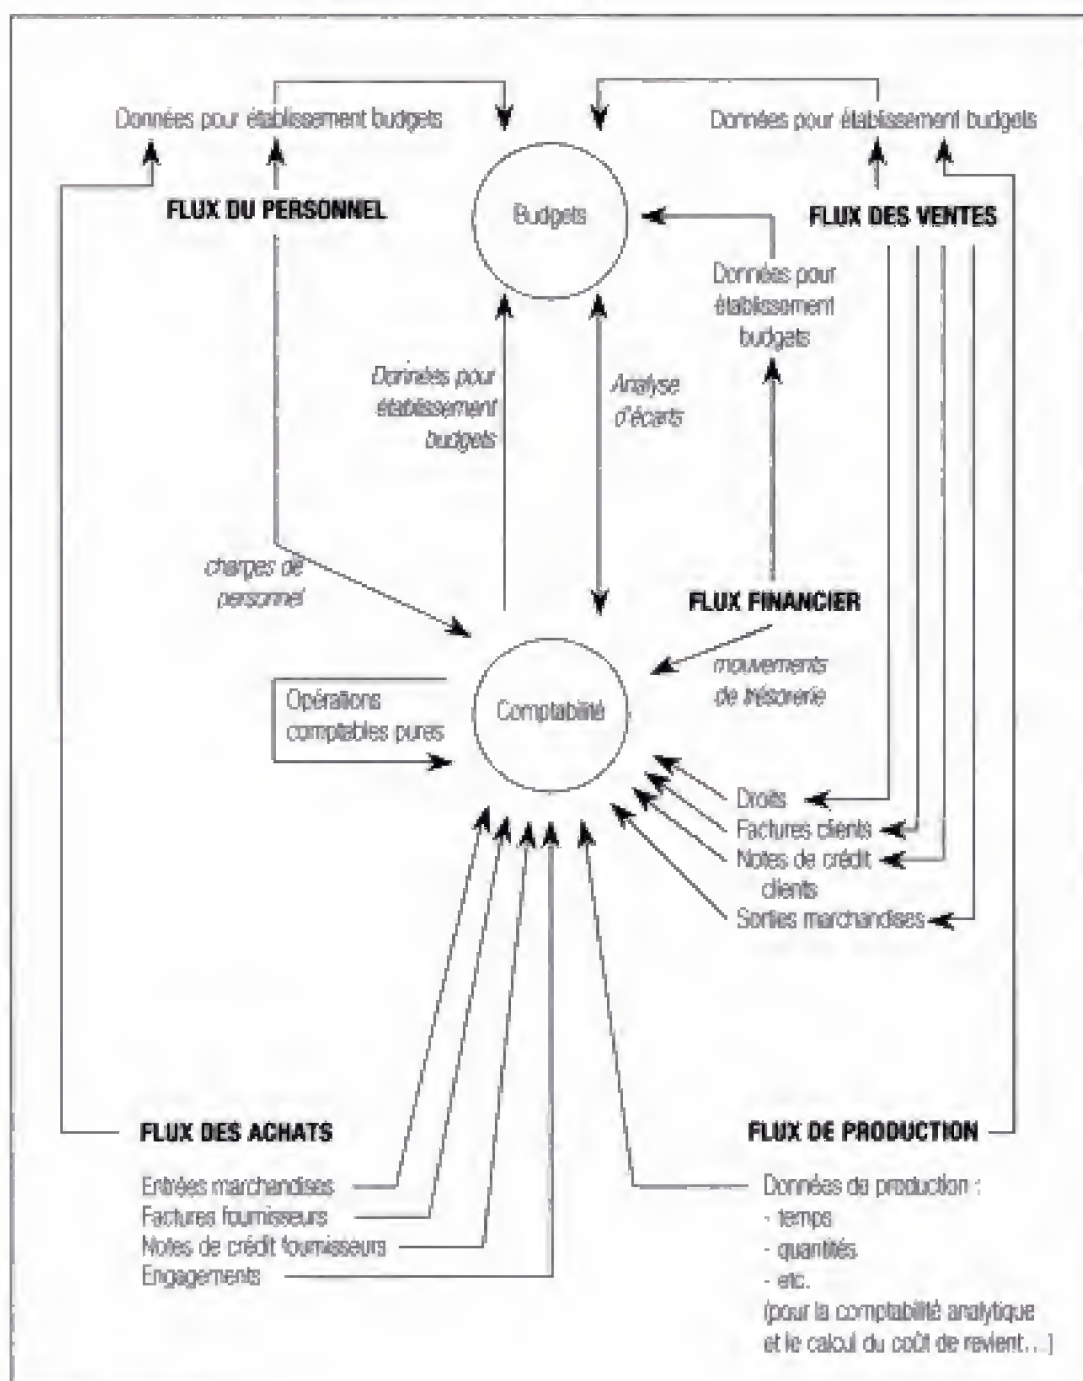 Données pour établissement budgets
Données pour établissement budgets
FLUX DU PERSONNEL
Budgets
FLUX DES VENTES
Données pour
établissement
budgets
Données pour
établissement
budgets
Analyse
d'écarts
charges de
personnel
FLUX FINANCIER
mouvements
de trésorerie
Opérations
comptables pures
Comptabilité
Droits
Factures clients
Notes de crédit
clients
Sorties marchandises
FLUX DES ACHATS
Entrées marchandises
Factures fournisseurs
Notes de crédit fournisseurs
Engagements
FLUX DE PRODUCTION
Données de production :
- temps
- quantités
- etc.
(pour la comptabilité analytique
et le calcul du coût de revient...)